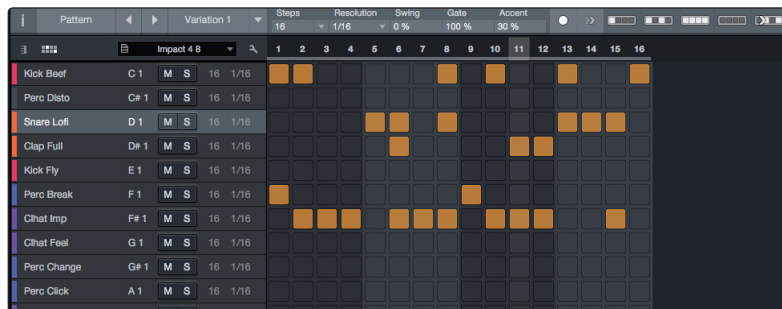 Pattern Variation 1 Steps Resolution Swing Gate Accent
16 1/16 0 % 100 % 30 %
Impact 4 8 1 2 3 4 5 6 7 8 9 10 11 12 13 14 15 16
Kick Beef C 1 M S 16 1/16
Perc Disto C# 1 M S 16 1/16
Snare Lofi D 1 M S 16 1/16
Clap Full D# 1 M S 16 1/16
Kick Fly E 1 M S 16 1/16
Perc Break F 1 M S 16 1/16
Clhat Imp F# 1 M S 16 1/16
Clhat Feel G 1 M S 16 1/16
Perc Change G# 1 M S 16 1/16
Perc Click A 1 M S 16 1/16